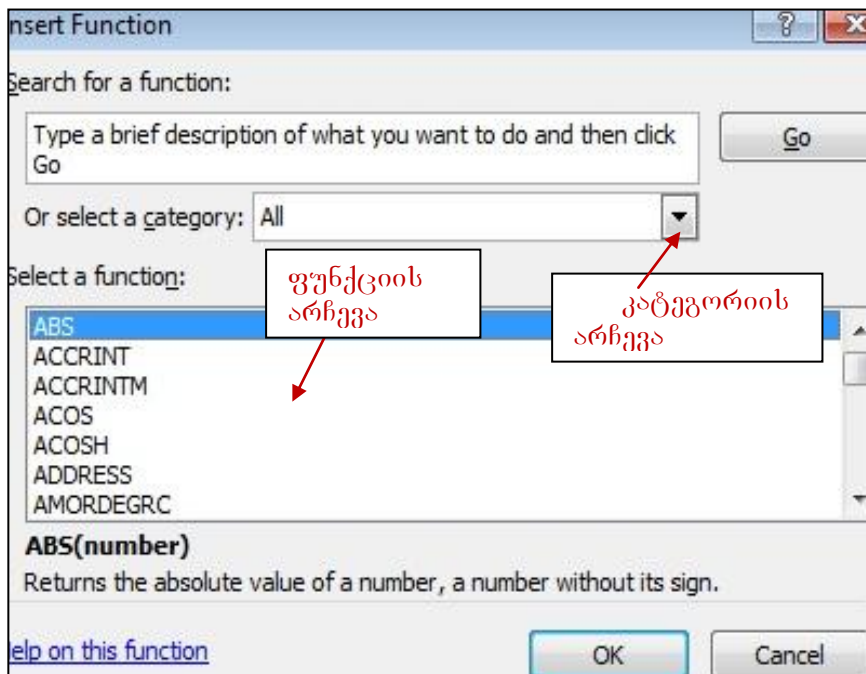 nsert Function
Search for a function:
Type a brief description of what you want to do and then click
Go
Go
Or select a category: All
Select a function:
ფუნქციის
არჩევა
კატეგორიის
არჩევა
ABS
ACCRINT
ACCRINTM
ACOS
ACOSH
ADDRESS
AMORDEGRC
ABS(number)
Returns the absolute value of a number, a number without its sign.
elp on this function
OK
Cancel